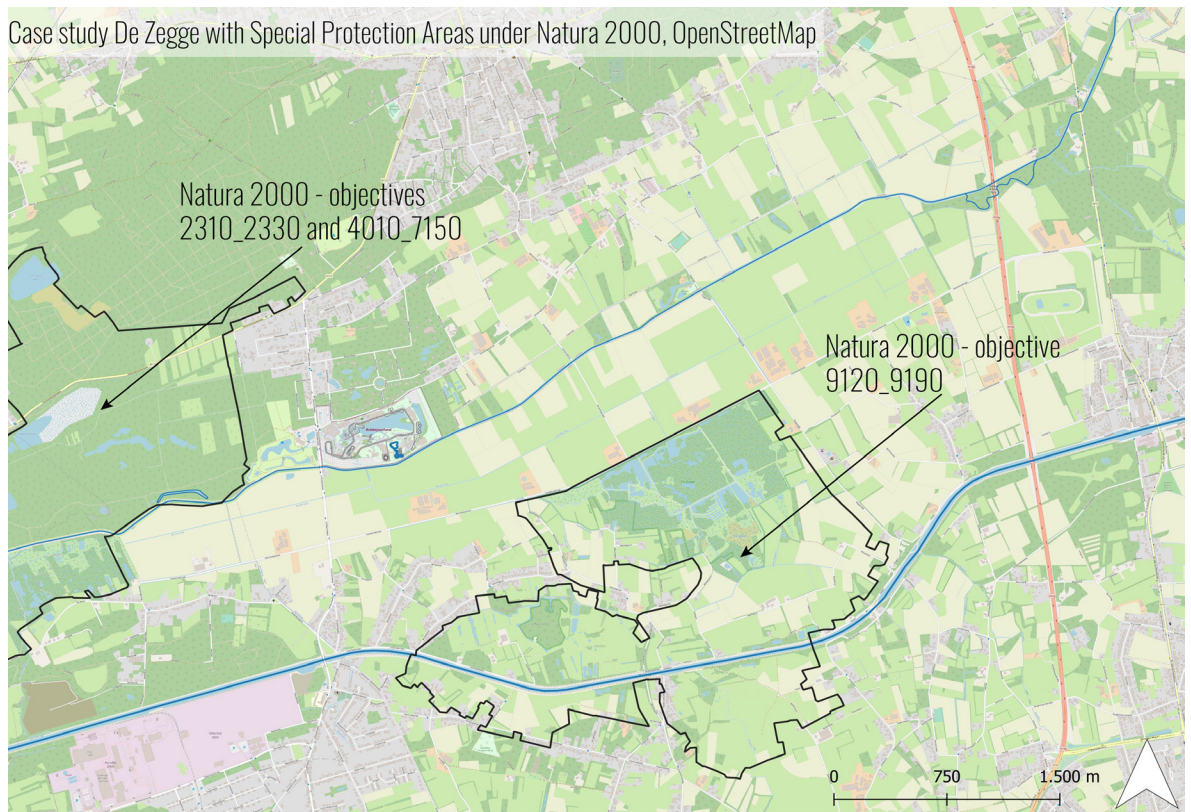 Case study De Zegge with Special Protection Areas under Natura 2000, OpenStreetMap
Natura 2000 - objectives
2310_2330 and 4010_7150
Natura 2000 - objective
9120_9190
0 750 1.500 m